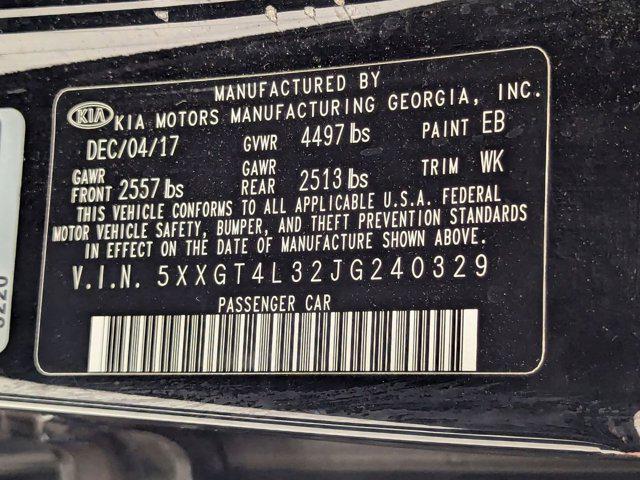 MANUFACTURED BY
KIA KIA MOTORS MANUFACTURING GEORGIA, INC.
DEC/04/17 GVWR 4497 lbs PAINT EB
GAWR FRONT 2557 lbs GAWR REAR 2513 lbs TRIM WK
THIS VEHICLE CONFORMS TO ALL APPLICABLE U.S.A. FEDERAL
MOTOR VEHICLE SAFETY, BUMPER, AND THEFT PREVENTION STANDARDS
IN EFFECT ON THE DATE OF MANUFACTURE SHOWN ABOVE.
V.I.N. 5XXGT4L32JG240329
PASSENGER CAR